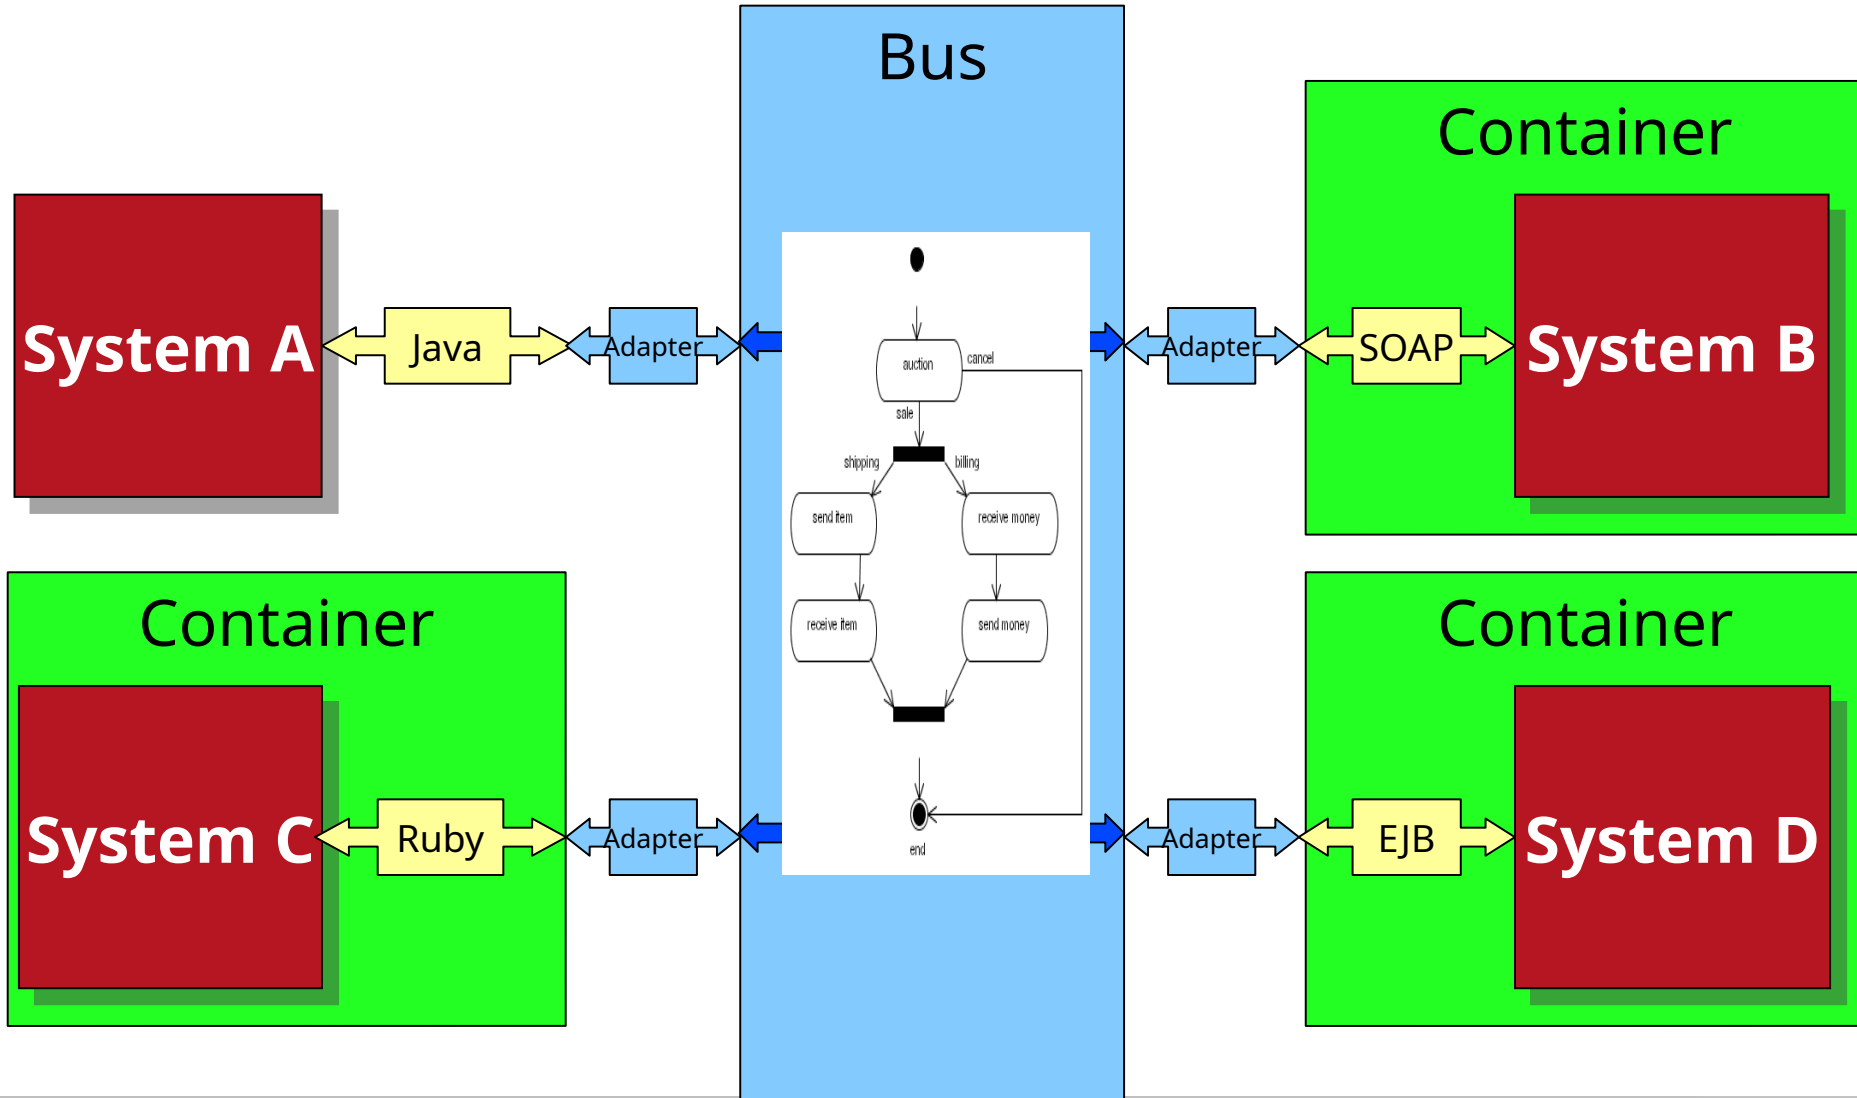 Bus
Container
System A
Java
Adapter
Adapter
SOAP
System B
auction
cancel
sale
shipping
billing
send item
receive money
receive item
send money
end
Container
System C
Ruby
Adapter
Adapter
Container
EJB
System D